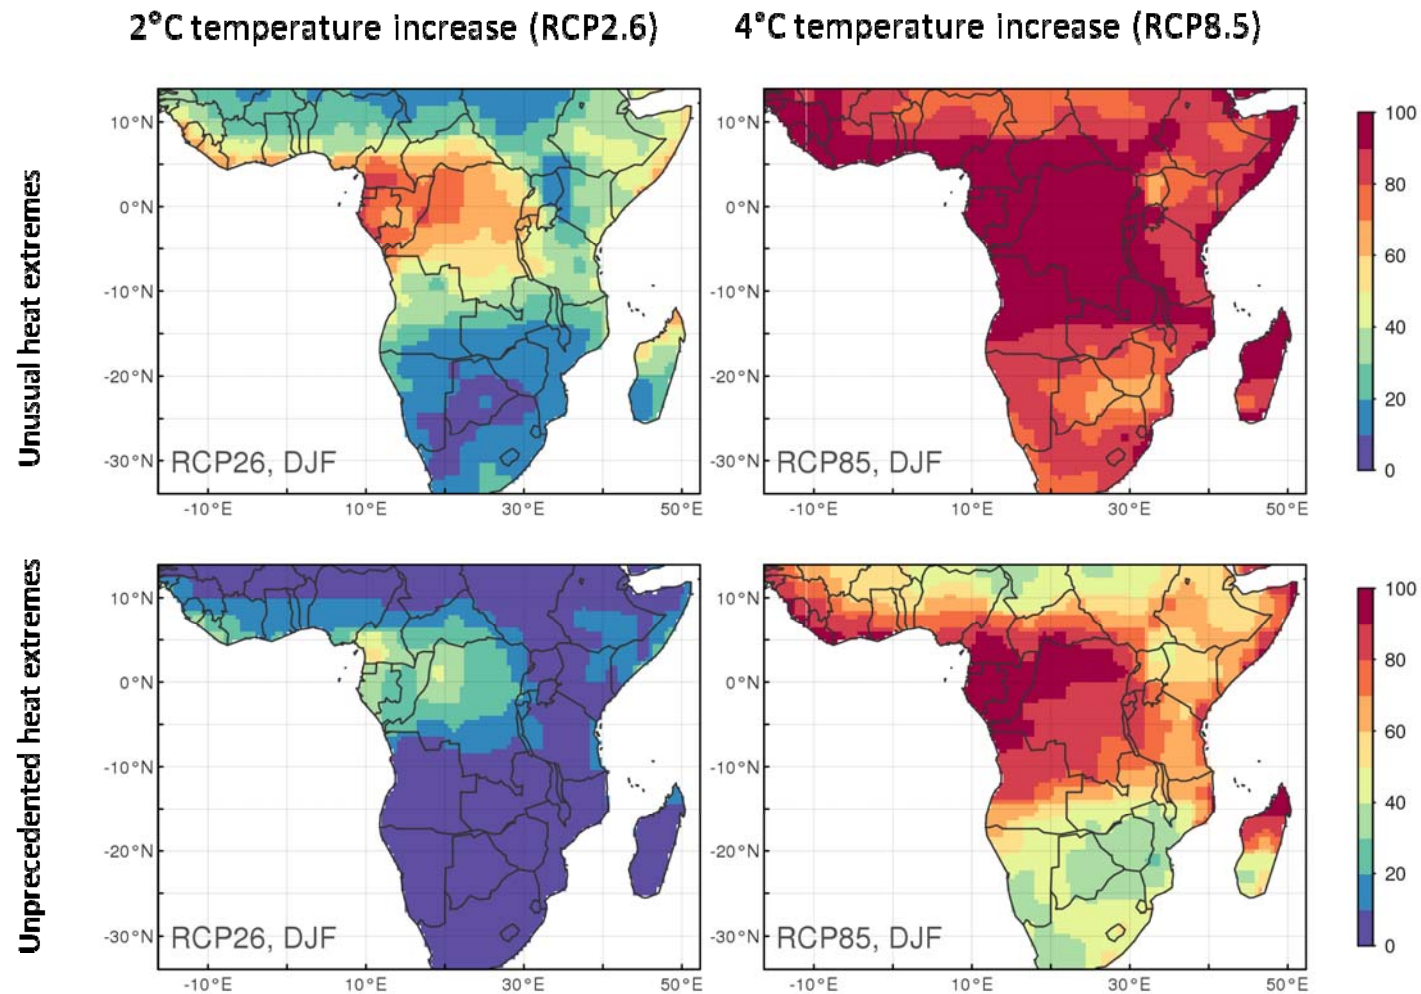 2°C temperature increase (RCP2.6)
4°C temperature increase (RCP8.5)
Unusual heat extremes
10°N
0°N
-10°N
-20°N
-30°N
RCP26, DJF
-10°E
10°E
30°E
50°E
10°N
0°N
-10°N
-20°N
-30°N
RCP85, DJF
-10°E
10°E
30°E
50°E
100
80
60
40
20
0
Unprecedented heat extremes
10°N
0°N
-10°N
-20°N
-30°N
RCP26, DJF
-10°E
10°E
30°E
50°E
10°N
0°N
-10°N
-20°N
-30°N
RCP85, DJF
-10°E
10°E
30°E
50°E
100
80
60
40
20
0